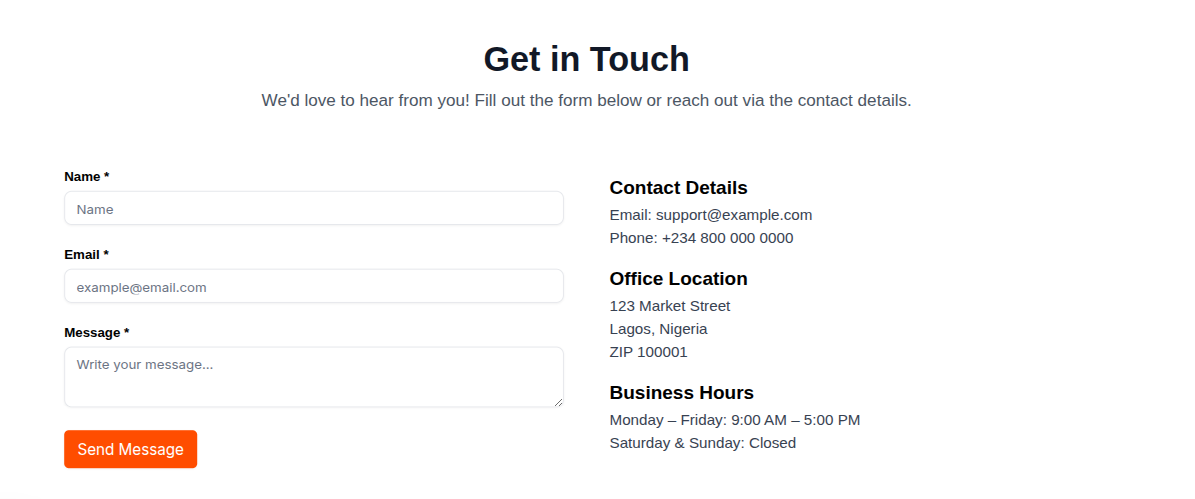 Get in Touch
We'd love to hear from you! Fill out the form below or reach out via the contact details.
Name *
Name
Email *
example@email.com
Message *
Write your message...
Send Message
Contact Details
Email: support@example.com
Phone: +234 800 000 0000
Office Location
123 Market Street
Lagos, Nigeria
ZIP 100001
Business Hours
Monday – Friday: 9:00 AM – 5:00 PM
Saturday & Sunday: Closed